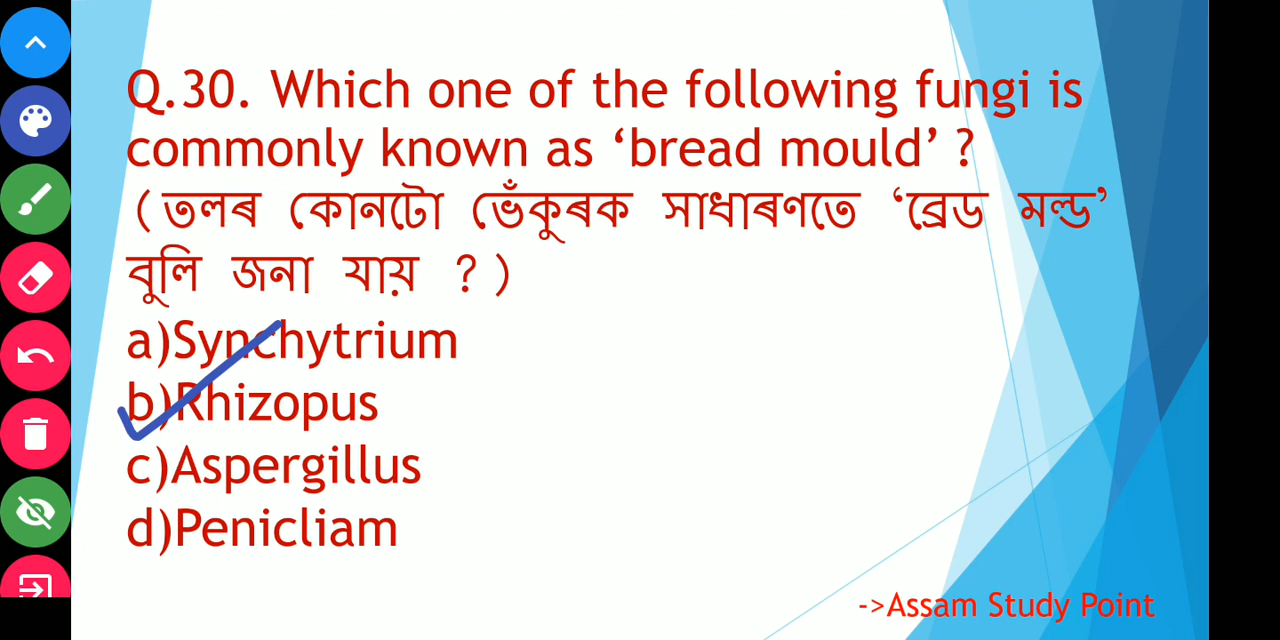 Q.30. Which one of the following fungi is
commonly known as ‘bread mould’ ?
( তলৰ কোনটো ভেঁকুৰক সাধাৰণতে ‘ব্ৰেড মল্ড’
বুলি জনা যায় ? )
a)Synchytrium
b)Rhizopus
c)Aspergillus
d)Penicliam
->Assam Study Point